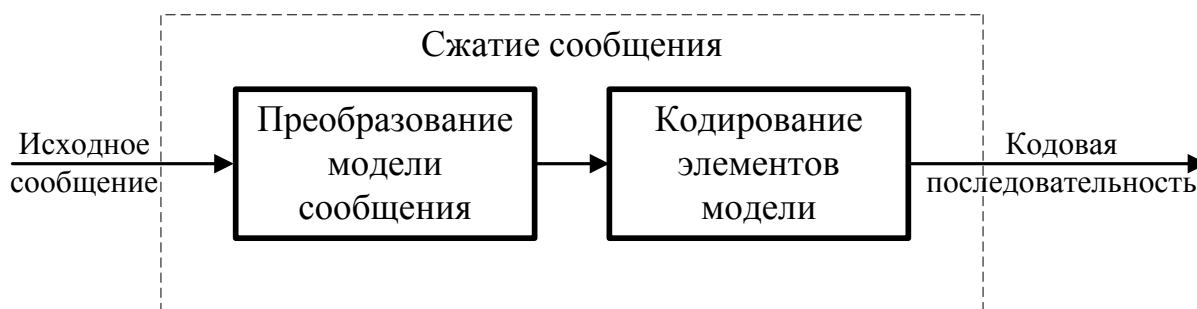 Сжатие сообщения
Исходное
сообщение
Преобразование
модели
сообщения
Кодирование
элементов
модели
Кодовая
последовательность